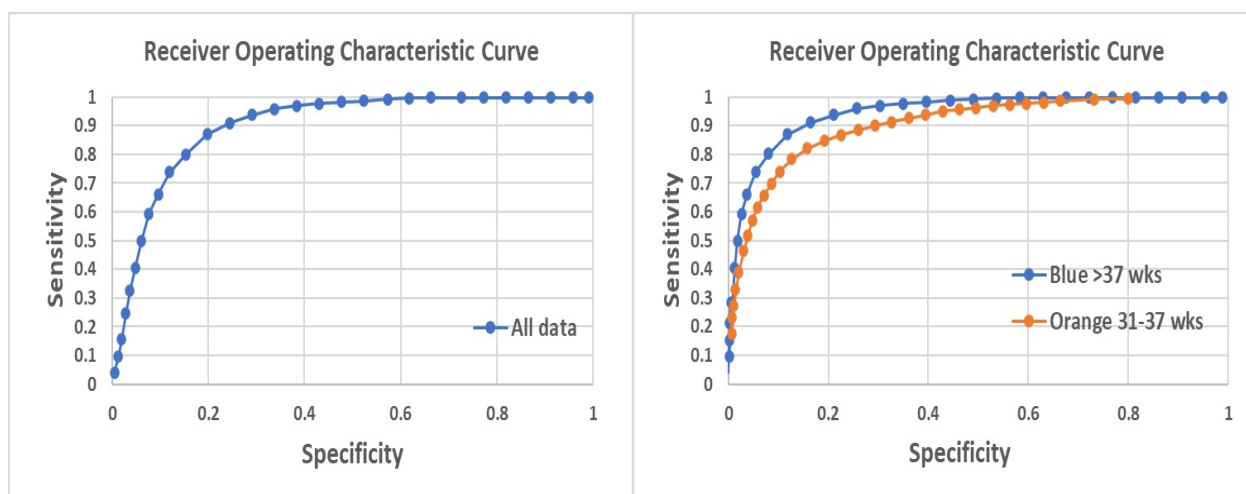 Receiver Operating Characteristic Curve
1
0.9
0.8
0.7
0.6
0.5
0.4
0.3
0.2
0.1
0
Sensitivity
All data
0 0.2 0.4 0.6 0.8 1
Specificity
Receiver Operating Characteristic Curve
1
0.9
0.8
0.7
0.6
0.5
0.4
0.3
0.2
0.1
0
Sensitivity
Blue >37 wks
Orange 31-37 wks
0 0.2 0.4 0.6 0.8 1
Specificity